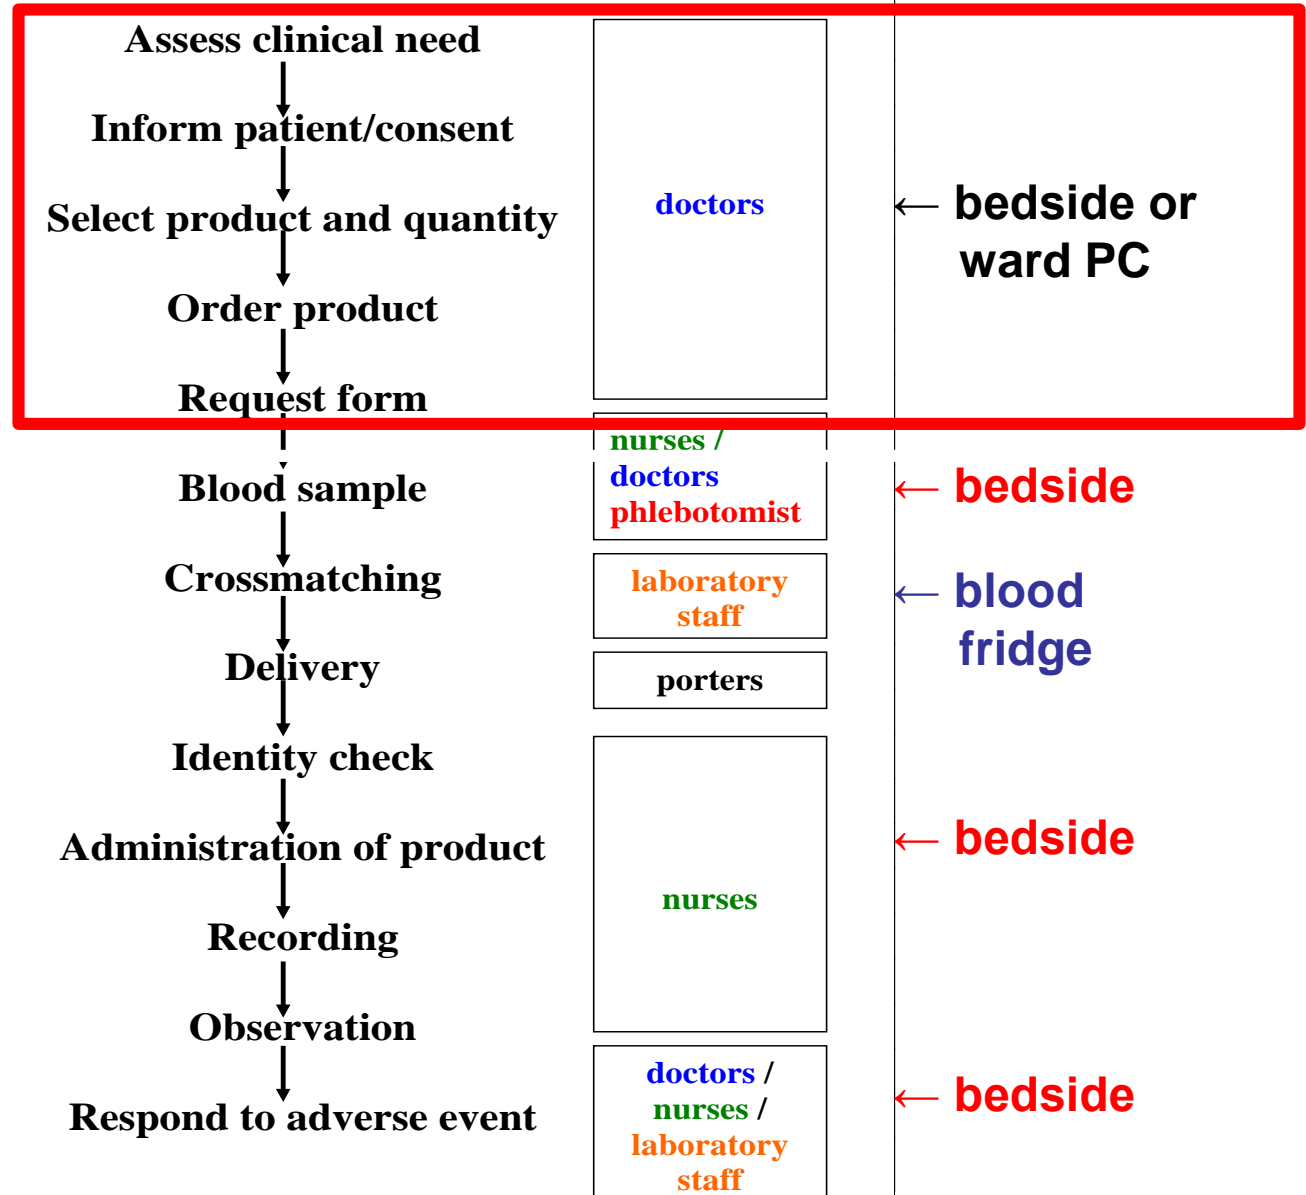 Assess clinical need
Inform patient/consent
Select product and quantity
Order product
Request form
Blood sample
Crossmatching
Delivery
Identity check
Administration of product
Recording
Observation
Respond to adverse event
doctors
nurses /
doctors
phlebotomist
laboratory
staff
porters
nurses
doctors /
nurses /
laboratory
staff
← bedside or
ward PC
← bedside
← blood
fridge
← bedside
← bedside